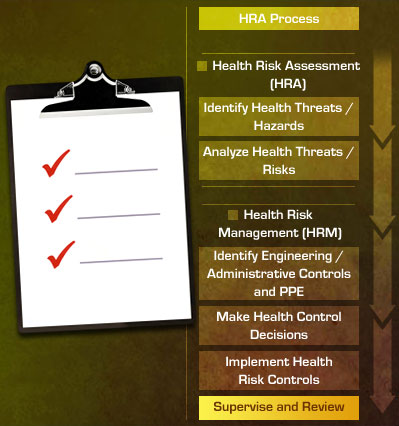 HRA Process
Health Risk Assessment
(HRA)
Identify Health Threats /
Hazards
Analyze Health Threats /
Risks
Health Risk
Management (HRM)
Identify Engineering /
Administrative Controls
and PPE
Make Health Control
Decisions
Implement Health
Risk Controls
Supervise and Review